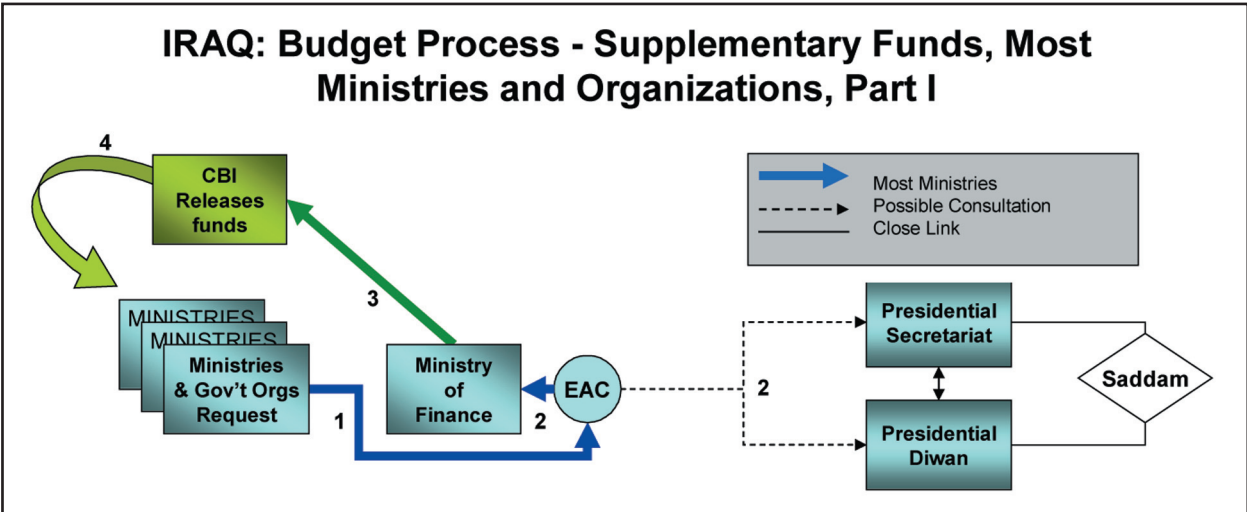 IRAQ: Budget Process - Supplementary Funds, Most
Ministries and Organizations, Part I
4
CBI
Releases
funds
Most Ministries
Possible Consultation
Close Link
3
MINISTRIES
MINISTRIES
Ministries
& Gov't Orgs
Request
1
Ministry
of
Finance
2
EAC
2
Presidential
Secretariat
Saddam
Presidential
Diwan